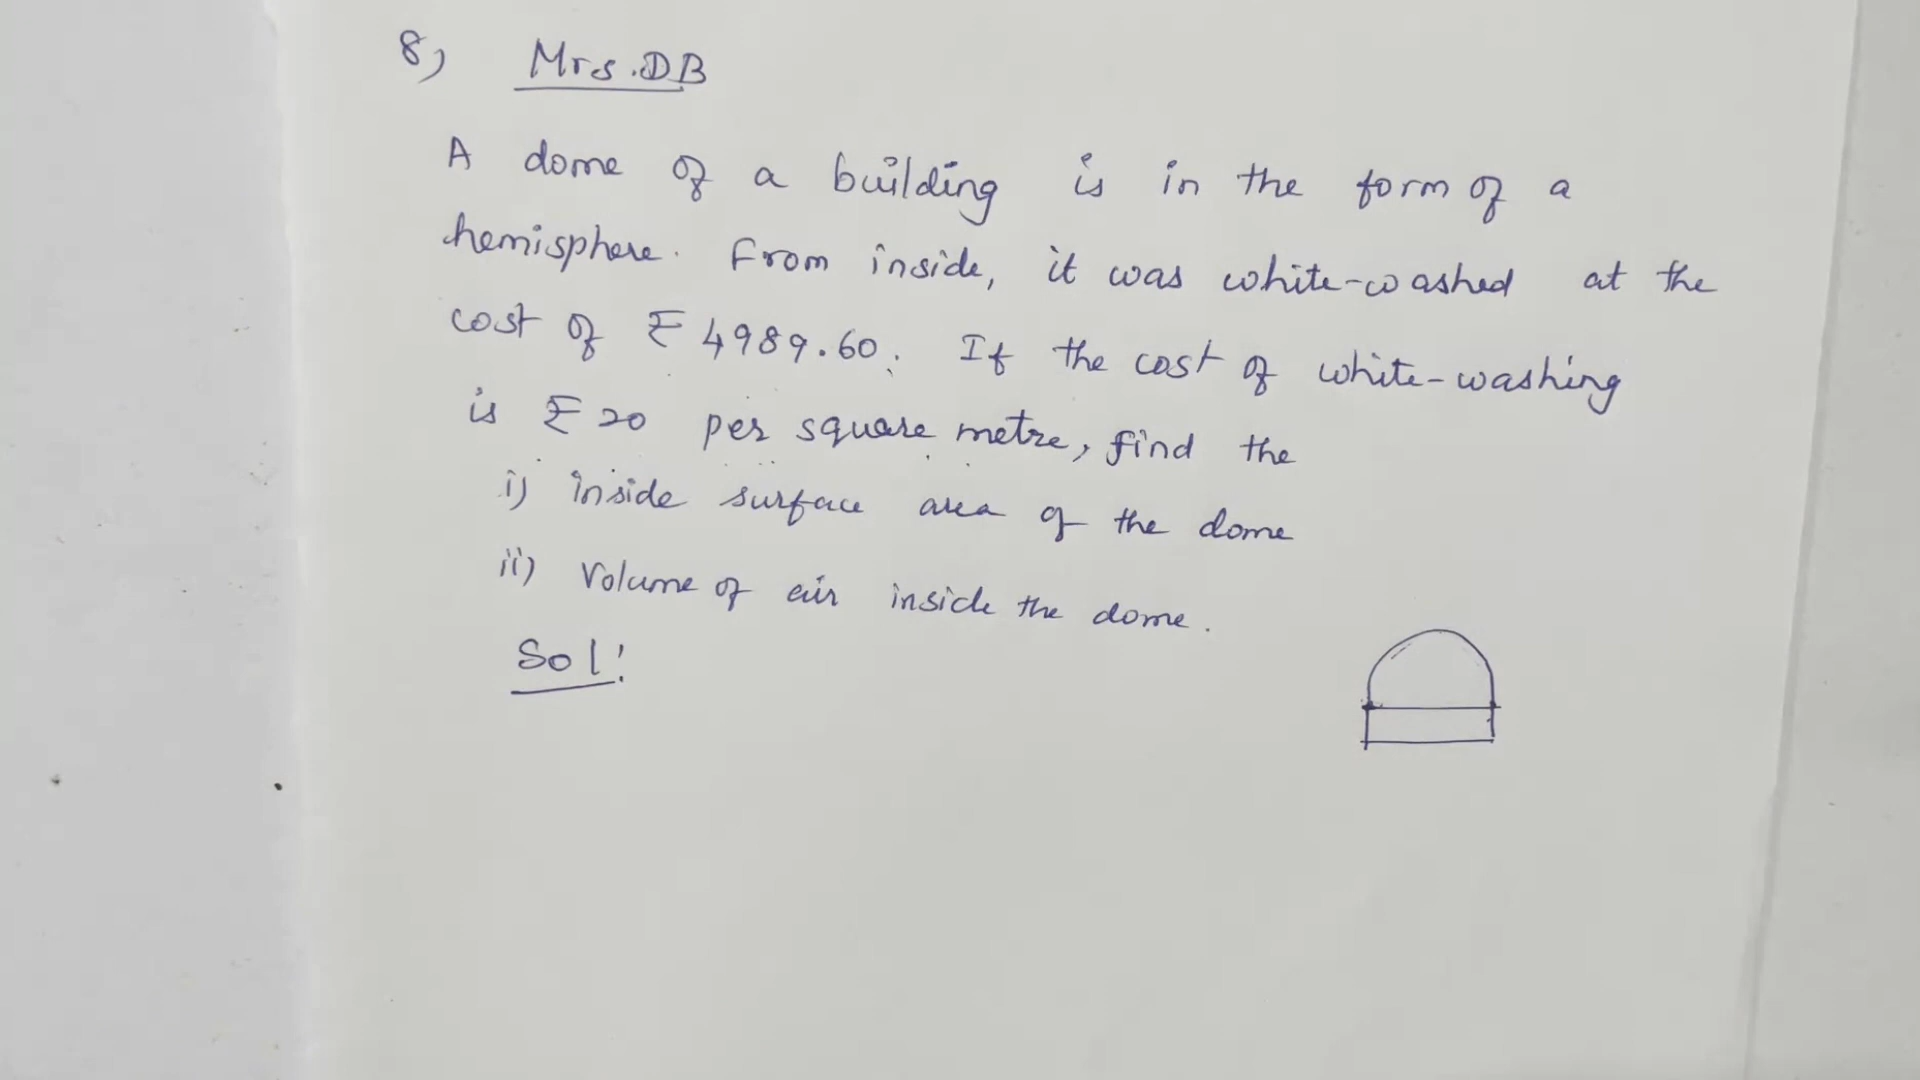 8) Mrs.DB
A dome of a building is in the form of a
hemisphere. From inside, it was white-washed at the
cost of ₹ 4989.60. If the cost of white-washing
is ₹ 20 per square metre, find the
i) inside surface area of the dome
ii) Volume of air inside the dome.
Sol: